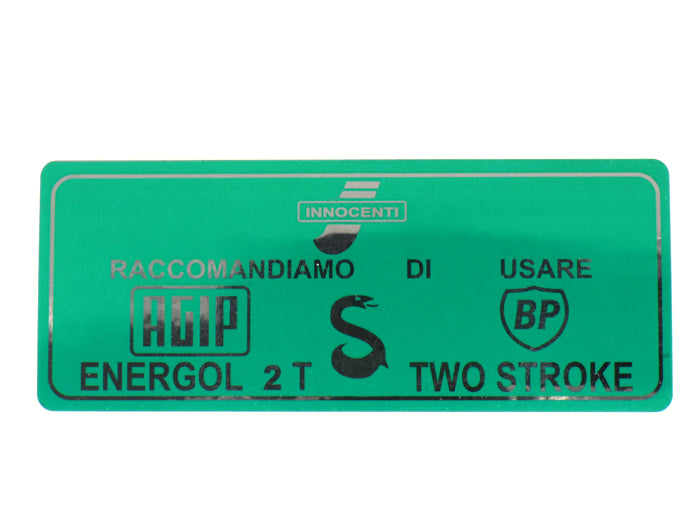 INNOCENTI
RACCOMANDIAMO DI USARE
AGIP BP
ENERGOL 2 T TWO STROKE